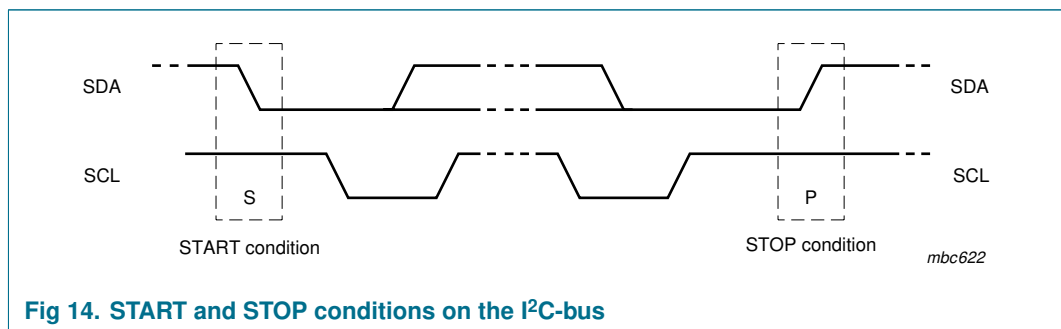 SDA SDA
SCL SCL
S P
START condition STOP condition
mbc622
Fig 14. START and STOP conditions on the I²C-bus